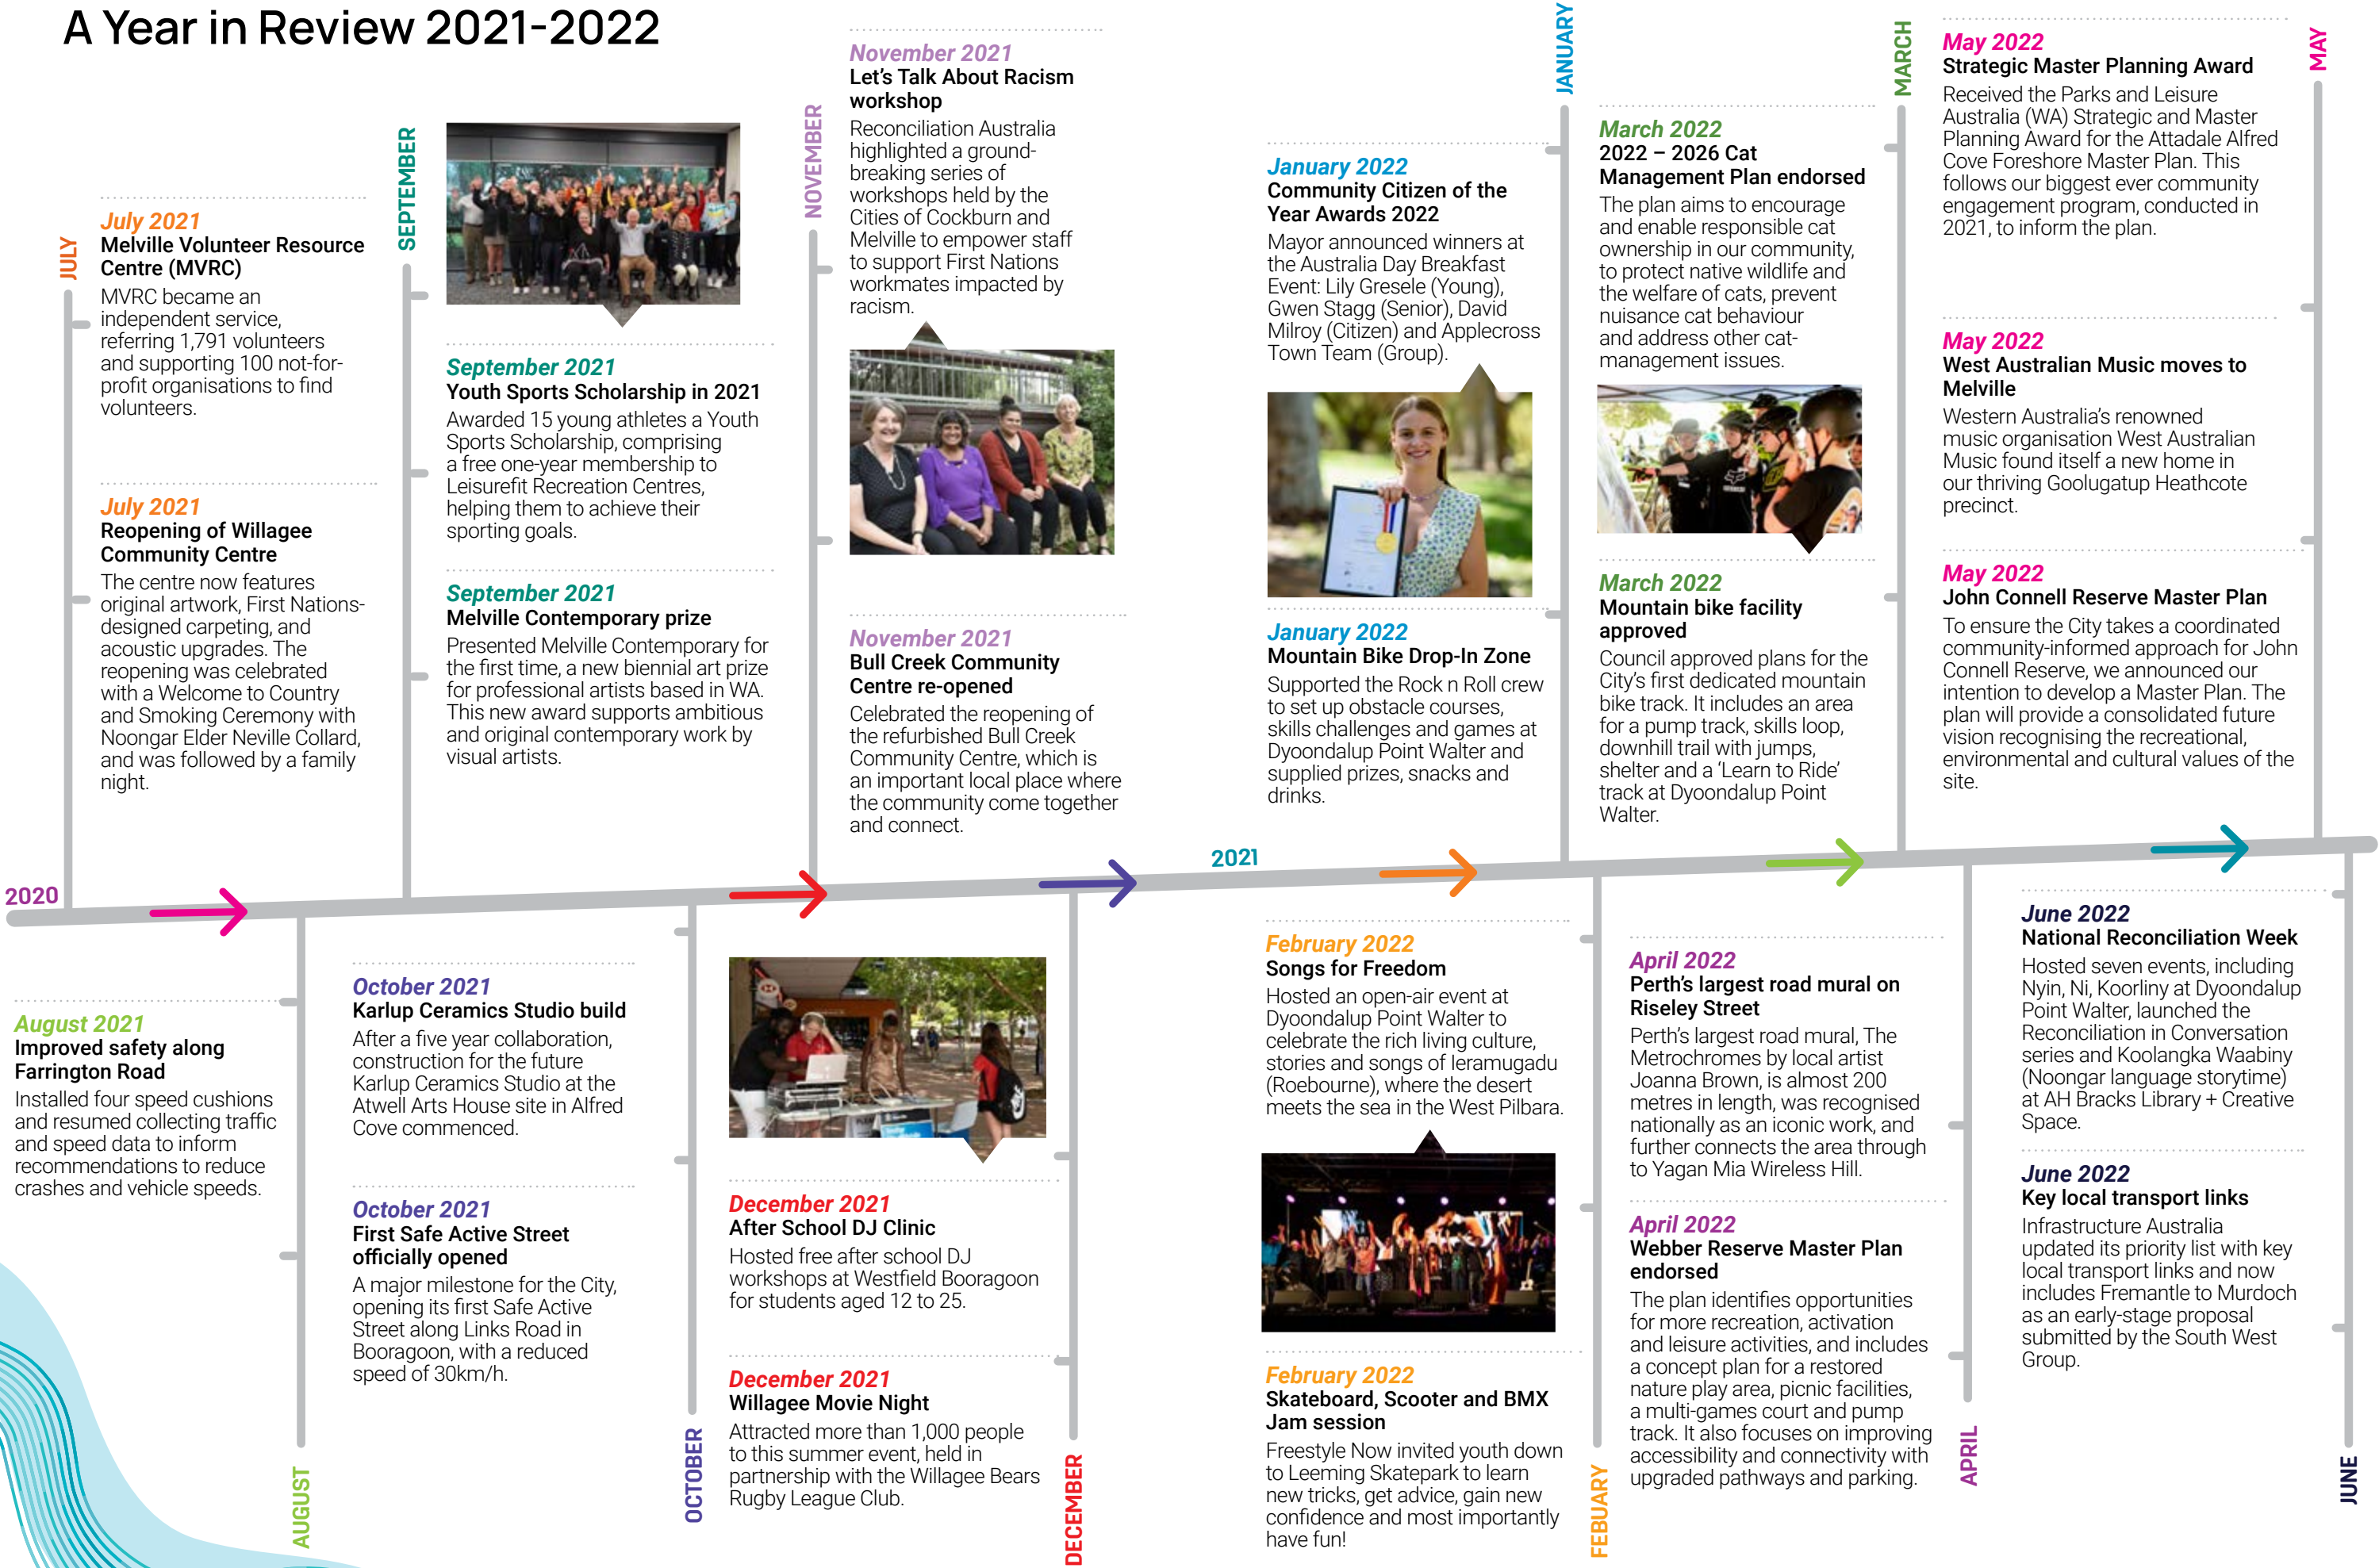 A Year in Review 2021-2022
JULY
July 2021
Melville Volunteer Resource
Centre (MVRC)
MVRC became an
independent service,
referring 1,791 volunteers
and supporting 100 not-for-
profit organisations to find
volunteers.
July 2021
Reopening of Willagee
Community Centre
The centre now features
original artwork, First Nations-
designed carpeting, and
acoustic upgrades. The
reopening was celebrated
with a Welcome to Country
and Smoking Ceremony with
Noongar Elder Neville Collard,
and was followed by a family
night.
SEPTEMBER
September 2021
Youth Sports Scholarship in 2021
Awarded 15 young athletes a Youth
Sports Scholarship, comprising
a free one-year membership to
Leisurefit Recreation Centres,
helping them to achieve their
sporting goals.
September 2021
Melville Contemporary prize
Presented Melville Contemporary for
the first time, a new biennial art prize
for professional artists based in WA.
This new award supports ambitious
and original contemporary work by
visual artists.
NOVEMBER
November 2021
Let's Talk About Racism
workshop
Reconciliation Australia
highlighted a ground-
breaking series of
workshops held by the
Cities of Cockburn and
Melville to empower staff
to support First Nations
workmates impacted by
racism.
November 2021
Bull Creek Community
Centre re-opened
Celebrated the reopening of
the refurbished Bull Creek
Community Centre, which is
an important local place where
the community come together
and connect.
JANUARY
January 2022
Community Citizen of the
Year Awards 2022
Mayor announced winners at
the Australia Day Breakfast
Event: Lily Gresele (Young),
Gwen Stagg (Senior), David
Milroy (Citizen) and Applecross
Town Team (Group).
January 2022
Mountain Bike Drop-In Zone
Supported the Rock n Roll crew
to set up obstacle courses,
skills challenges and games at
Dyoondalup Point Walter and
supplied prizes, snacks and
drinks.
MARCH
March 2022
2022 – 2026 Cat
Management Plan endorsed
The plan aims to encourage
and enable responsible cat
ownership in our community,
to protect native wildlife and
the welfare of cats, prevent
nuisance cat behaviour
and address other cat-
management issues.
March 2022
Mountain bike facility
approved
Council approved plans for the
City's first dedicated mountain
bike track. It includes an area
for a pump track, skills loop,
downhill trail with jumps,
shelter and a 'Learn to Ride'
track at Dyoondalup Point
Walter.
MAY
May 2022
Strategic Master Planning Award
Received the Parks and Leisure
Australia (WA) Strategic and Master
Planning Award for the Attadale Alfred
Cove Foreshore Master Plan. This
follows our biggest ever community
engagement program, conducted in
2021, to inform the plan.
May 2022
West Australian Music moves to
Melville
Western Australia's renowned
music organisation West Australian
Music found itself a new home in
our thriving Goolugatup Heathcote
precinct.
May 2022
John Connell Reserve Master Plan
To ensure the City takes a coordinated
community-informed approach for John
Connell Reserve, we announced our
intention to develop a Master Plan. The
plan will provide a consolidated future
vision recognising the recreational,
environmental and cultural values of the
site.
2020
2021
August 2021
Improved safety along
Farrington Road
Installed four speed cushions
and resumed collecting traffic
and speed data to inform
recommendations to reduce
crashes and vehicle speeds.
AUGUST
October 2021
Karlup Ceramics Studio build
After a five year collaboration,
construction for the future
Karlup Ceramics Studio at the
Atwell Arts House site in Alfred
Cove commenced.
October 2021
First Safe Active Street
officially opened
A major milestone for the City,
opening its first Safe Active
Street along Links Road in
Booragoon, with a reduced
speed of 30km/h.
OCTOBER
December 2021
After School DJ Clinic
Hosted free after school DJ
workshops at Westfield Booragoon
for students aged 12 to 25.
December 2021
Willagee Movie Night
Attracted more than 1,000 people
to this summer event, held in
partnership with the Willagee Bears
Rugby League Club.
DECEMBER
February 2022
Songs for Freedom
Hosted an open-air event at
Dyoondalup Point Walter to
celebrate the rich living culture,
stories and songs of Ieramugadu
(Roebourne), where the desert
meets the sea in the West Pilbara.
February 2022
Skateboard, Scooter and BMX
Jam session
Freestyle Now invited youth down
to Leeming Skatepark to learn
new tricks, get advice, gain new
confidence and most importantly
have fun!
FEBUARY
April 2022
Perth's largest road mural on
Riseley Street
Perth's largest road mural, The
Metrochromes by local artist
Joanna Brown, is almost 200
metres in length, was recognised
nationally as an iconic work, and
further connects the area through
to Yagan Mia Wireless Hill.
April 2022
Webber Reserve Master Plan
endorsed
The plan identifies opportunities
for more recreation, activation
and leisure activities, and includes
a concept plan for a restored
nature play area, picnic facilities,
a multi-games court and pump
track. It also focuses on improving
accessibility and connectivity with
upgraded pathways and parking.
APRIL
June 2022
National Reconciliation Week
Hosted seven events, including
Nyin, Ni, Koorliny at Dyoondalup
Point Walter, launched the
Reconciliation in Conversation
series and Koolangka Waabiny
(Noongar language storytime)
at AH Bracks Library + Creative
Space.
June 2022
Key local transport links
Infrastructure Australia
updated its priority list with key
local transport links and now
includes Fremantle to Murdoch
as an early-stage proposal
submitted by the South West
Group.
JUNE